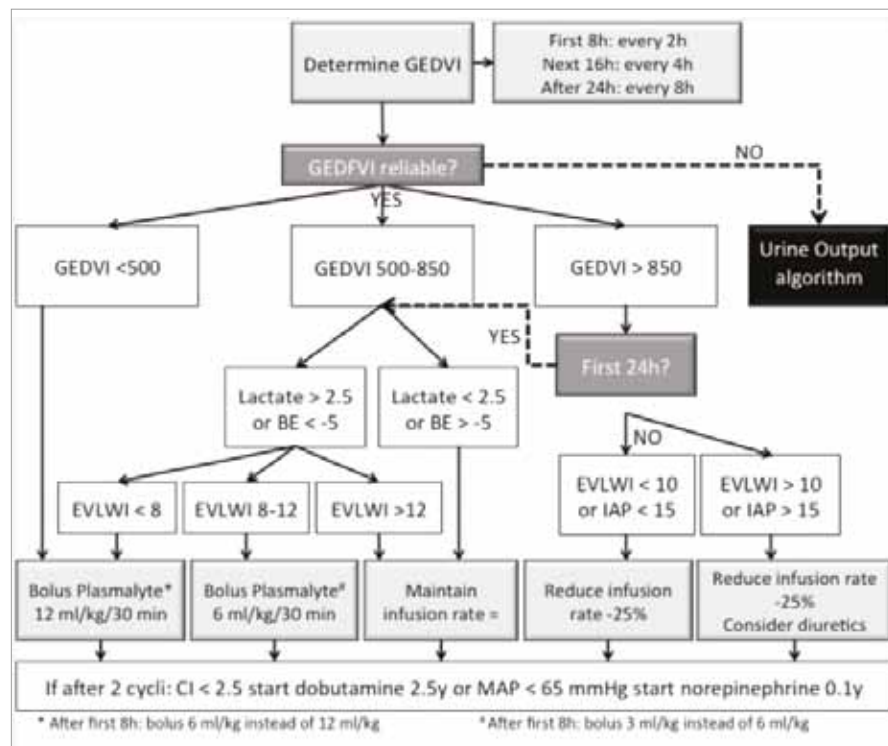 Determine GEDVI
First 8h: every 2h
Next 16h: every 4h
After 24h: every 8h
GEDFVI reliable?
NO
YES
GEDVI <500
GEDVI 500-850
GEDVI > 850
Urine Output
algorithm
YES
First 24h?
Lactate > 2.5
or BE < -5
Lactate < 2.5
or BE > -5
NO
EVLWI < 8
EVLWI 8-12
EVLWI >12
EVLWI < 10
or IAP < 15
EVLWI > 10
or IAP > 15
Bolus Plasmalyte*
12 ml/kg/30 min
Bolus Plasmalyte#
6 ml/kg/30 min
Maintain
infusion rate =
Reduce infusion
rate -25%
Reduce infusion rate
-25%
Consider diuretics
If after 2 cycli: CI < 2.5 start dobutamine 2.5y or MAP < 65 mmHg start norepinephrine 0.1y
* After first 8h: bolus 6 ml/kg instead of 12 ml/kg
# After first 8h: bolus 3 ml/kg instead of 6 ml/kg